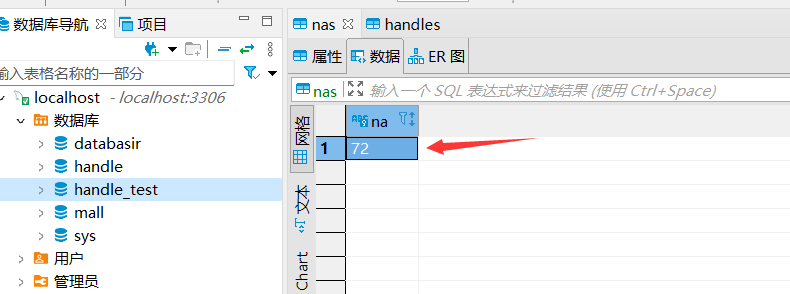 数据库导航
项目
输入表格名称的一部分
localhost - localhost:3306
数据库
databasir
handle
handle_test
mall
sys
用户
管理员
nas
handles
属性
数据
ER 图
nas
输入一个 SQL 表达式来过滤结果 (使用 Ctrl+Space)
网格
文本
Chart
na
1
72